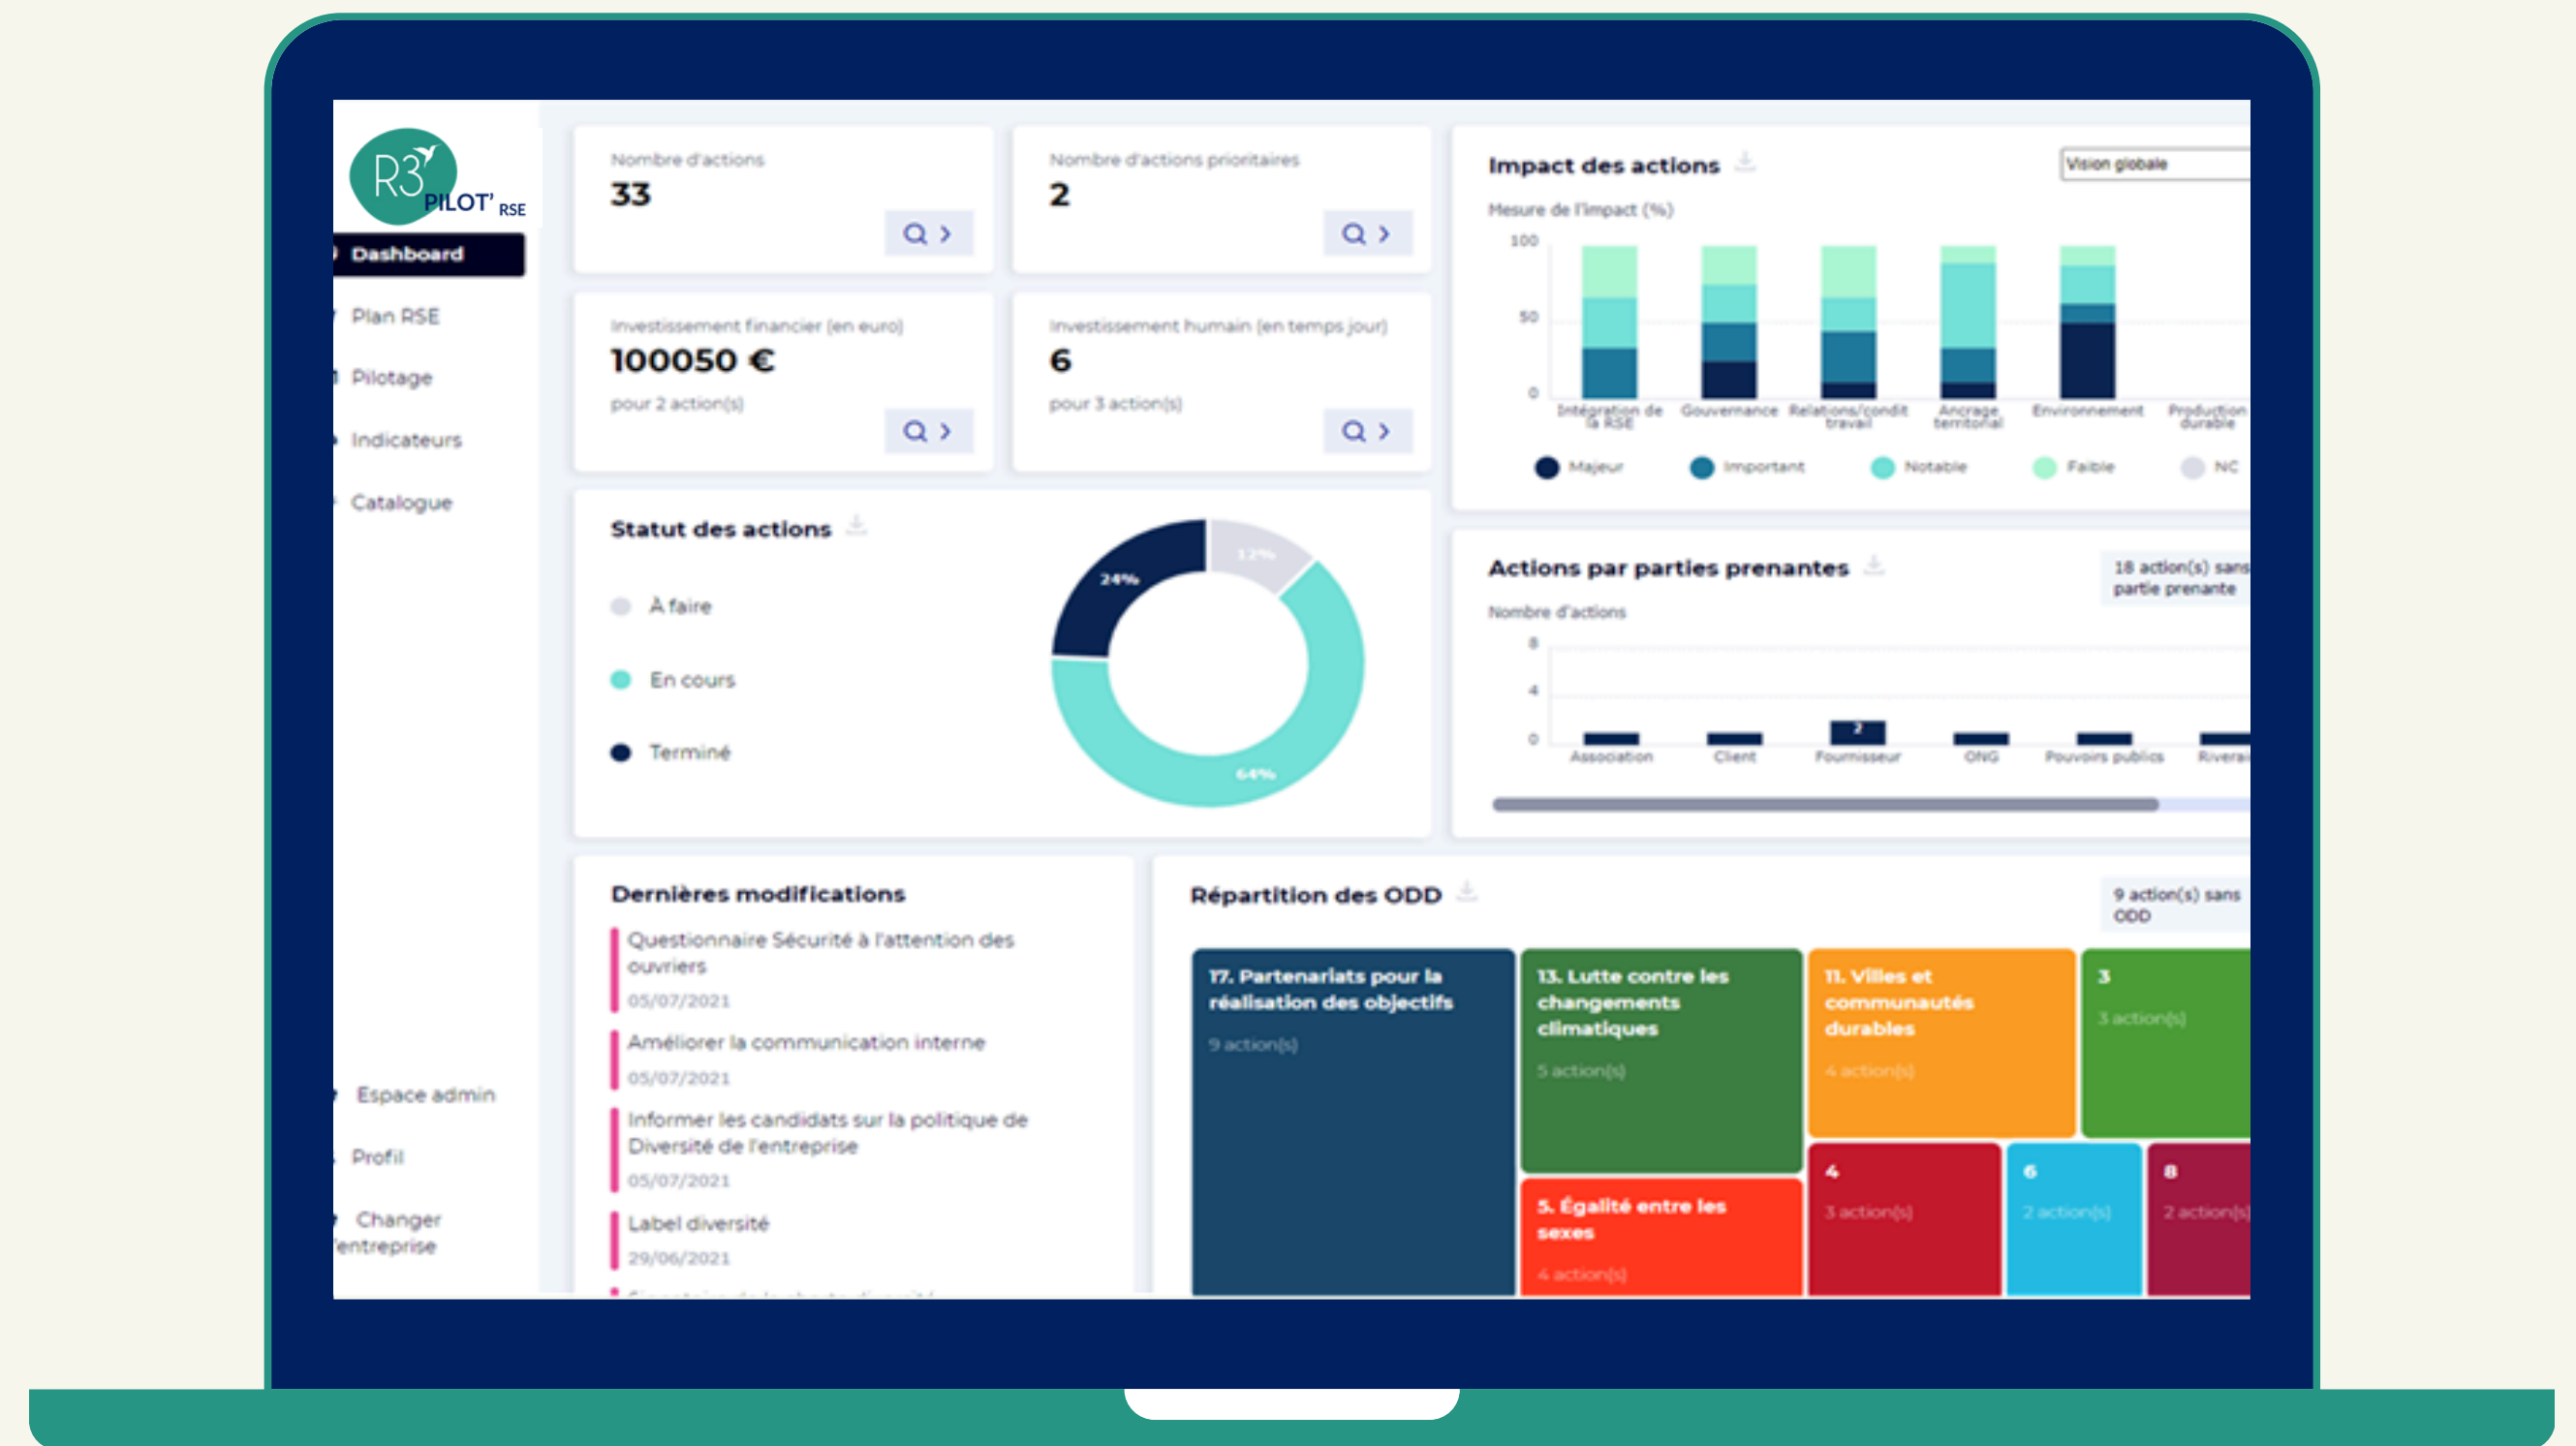 R3
PILOT' RSE
Dashboard
Plan RSE
Pilotage
Indicateurs
Catalogue
Espace admin
Profil
Changer
l'entreprise
Nombre d'actions
33
Nombre d'actions prioritaires
2
Investissement financier (en euro)
100050 €
pour 2 action(s)
Investissement humain (en temps jour)
6
pour 3 action(s)
Impact des actions
Vision globale
Mesure de l'impact (%)
100
50
0
Intégration de
la RSE
Gouvernance
Relations/condit
travail
Ancrage
territorial
Environnement
Production
durable
Majeur
Important
Notable
Faible
NC
Statut des actions
À faire
En cours
Terminé
12%
24%
64%
Actions par parties prenantes
18 action(s) sans
partie prenante
Nombre d'actions
8
4
0
2
Association
Client
Fournisseur
ONG
Pouvoirs publics
Riverai
Dernières modifications
Questionnaire Sécurité à l'attention des
ouvriers
05/07/2021
Améliorer la communication interne
05/07/2021
Informer les candidats sur la politique de
Diversité de l'entreprise
05/07/2021
Label diversité
29/06/2021
Répartition des ODD
9 action(s) sans
ODD
17. Partenariats pour la
réalisation des objectifs
9 action(s)
13. Lutte contre les
changements
climatiques
5 action(s)
11. Villes et
communautés
durables
4 action(s)
3
3 action(s)
5. Égalité entre les
sexes
4 action(s)
4
3 action(s)
6
2 action(s)
8
2 action(s)